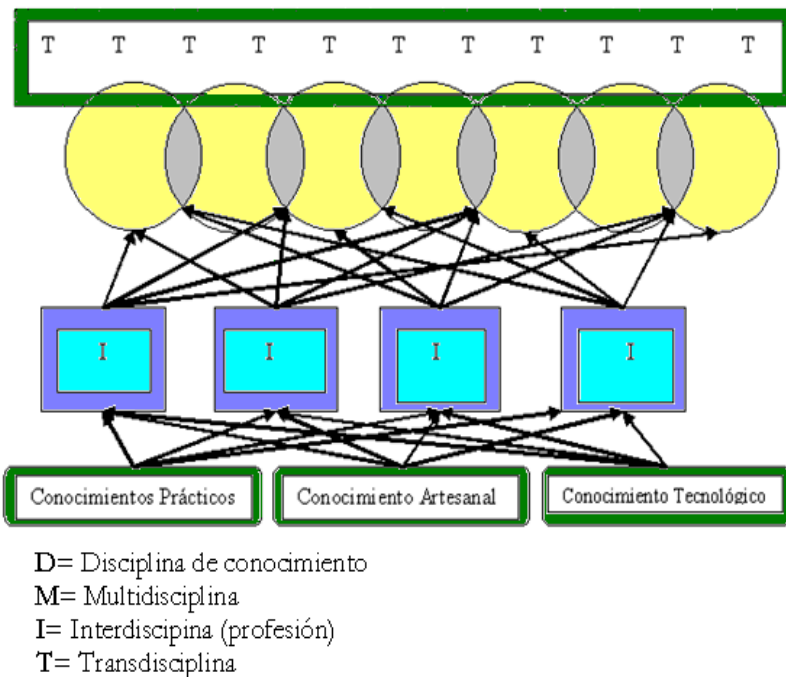 T T T T T T T T T T T
I I I I
Conocimientos Prácticos Conocimiento Artesanal Conocimiento Tecnológico
D= Disciplina de conocimiento
M= Multidisciplina
I= Interdiscipina (profesión)
T= Transdisciplina